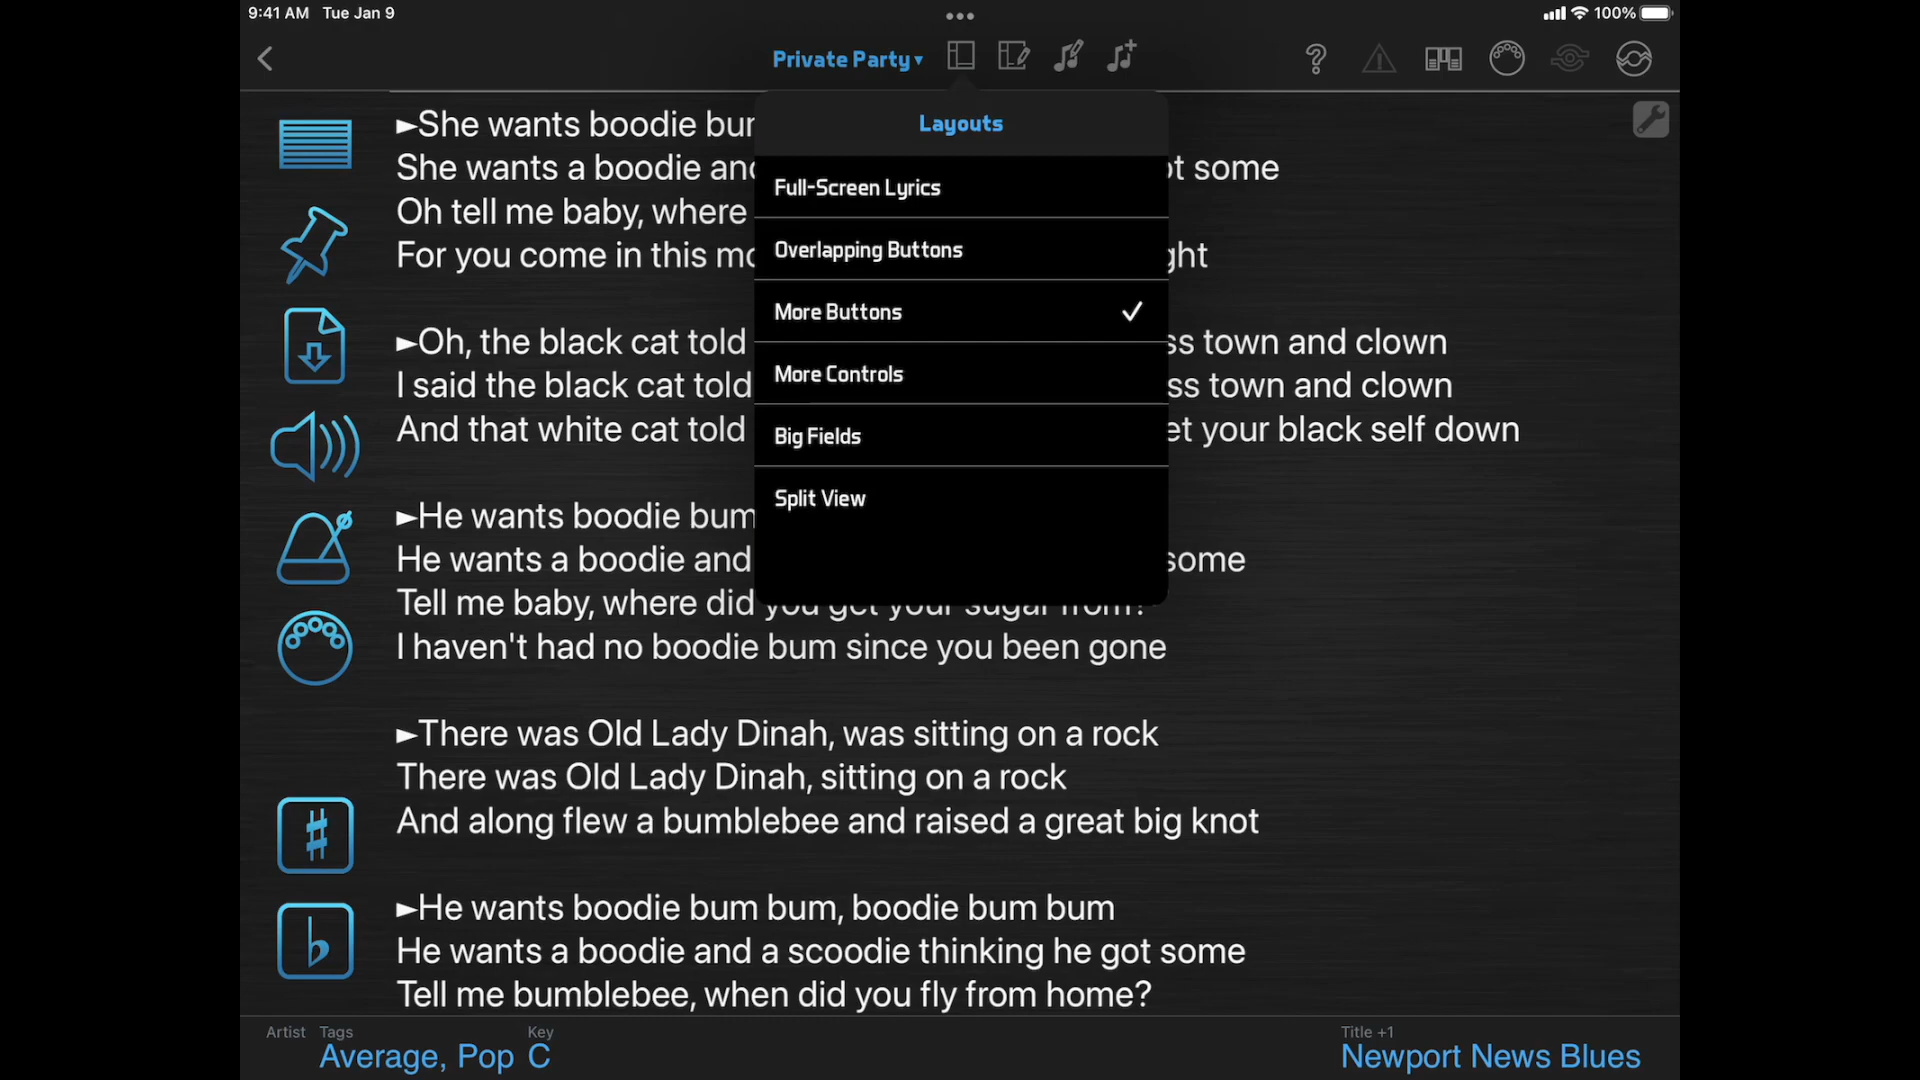 9:41 AM Tue Jan 9
100%
Private Party ▾
Layouts
Full-Screen Lyrics
Overlapping Buttons
More Buttons ✓
More Controls
Big Fields
Split View
►She wants boodie
She wants a boodie t some
Oh tell me baby, where
For you come in this
►Oh, the black cat told town and clown
I said the black cat told town and clown
And that white cat told your black self down
►He wants boodie bum
He wants a boodie and some
Tell me baby, where did you get your sugar from?
I haven't had no boodie bum since you been gone
►There was Old Lady Dinah, was sitting on a rock
There was Old Lady Dinah, sitting on a rock
And along flew a bumblebee and raised a great big knot
►He wants boodie bum bum, boodie bum bum
He wants a boodie and a scoodie thinking he got some
Tell me bumblebee, when did you fly from home?
Artist Tags Key Title +1
Average, Pop C Newport News Blues